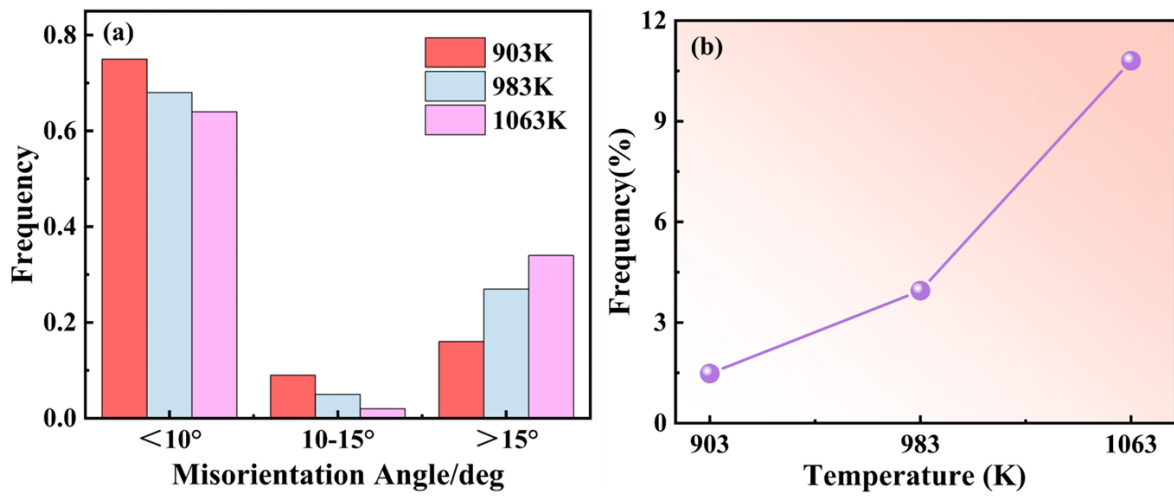 (a)
903K
983K
1063K
0.8
0.6
0.4
0.2
0.0
Frequency
<10°
10-15°
>15°
Misorientation Angle/deg
(b)
12
9
6
3
0
Frequency(%)
903
983
1063
Temperature (K)